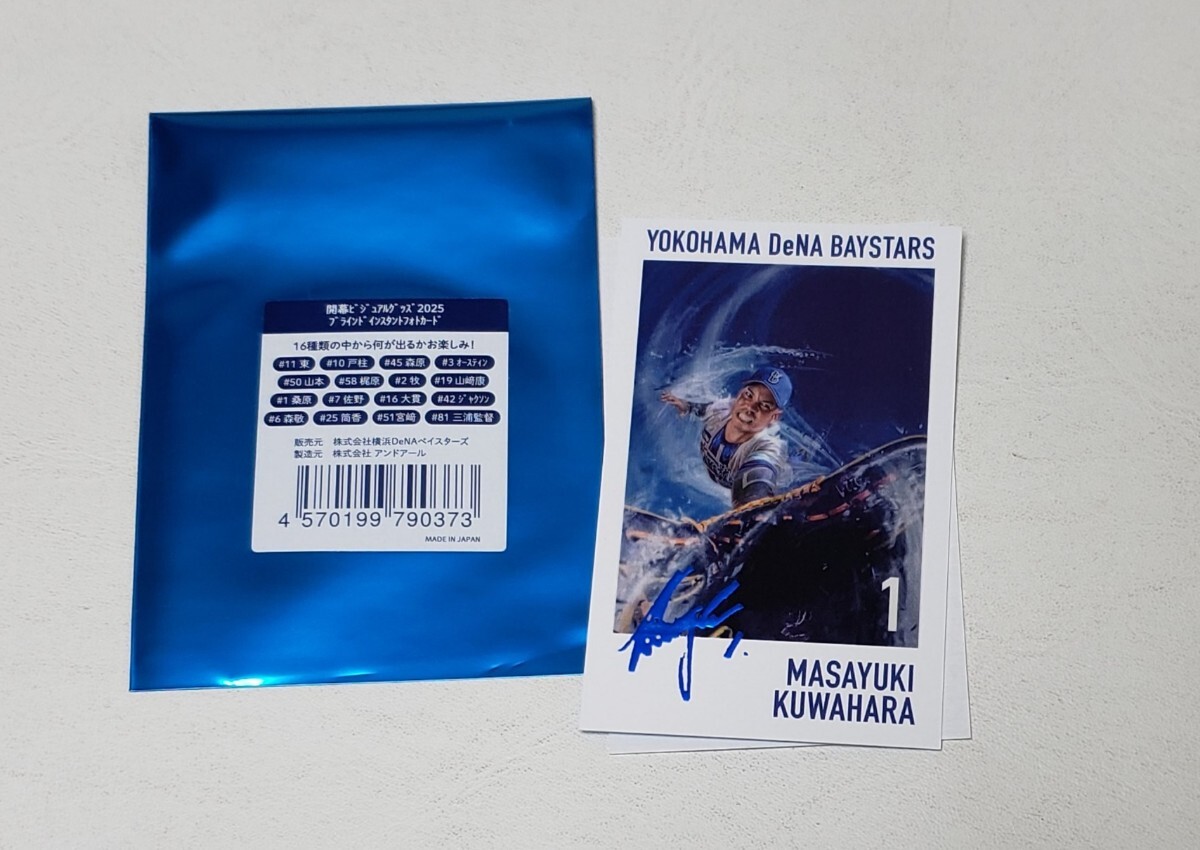 開幕ビジュアルグッズ2025
ブラインドインスタントフォトカード
16種類の中から何が出るかお楽しみ!
#11 東 #10 戸柱 #45 森原 #3 オースティン
#50 山本 #58 梶原 #2 牧 #19 山﨑康
#1 桑原 #7 佐野 #16 大貫 #42 ジャクソン
#6 森敬 #25 筒香 #51 宮﨑 #81 三浦監督
販売元 株式会社横浜DeNAベイスターズ
製造元 株式会社 アンドアール
4 570199 790373
MADE IN JAPAN
YOKOHAMA DeNA BAYSTARS
1
MASAYUKI
KUWAHARA